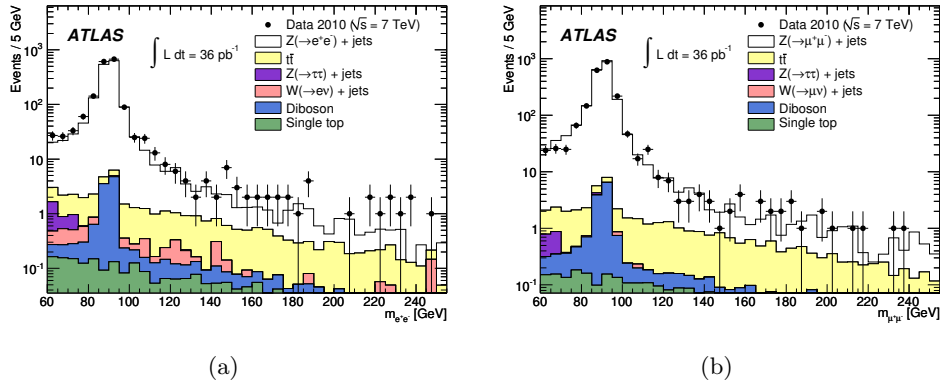 Events / 5 GeV
ATLAS
∫ L dt = 36 pb⁻¹
Data 2010 (√s = 7 TeV)
Z(→e⁺e⁻) + jets
tt̄
Z(→ττ) + jets
W(→eν) + jets
Diboson
Single top
10³
10²
10
1
10⁻¹
60 80 100 120 140 160 180 200 220 240
m_e⁺e⁻ [GeV]
(a)
Events / 5 GeV
ATLAS
∫ L dt = 36 pb⁻¹
Data 2010 (√s = 7 TeV)
Z(→μ⁺μ⁻) + jets
tt̄
Z(→ττ) + jets
W(→μν) + jets
Diboson
Single top
10³
10²
10
1
10⁻¹
60 80 100 120 140 160 180 200 220 240
m_μ⁺μ⁻ [GeV]
(b)